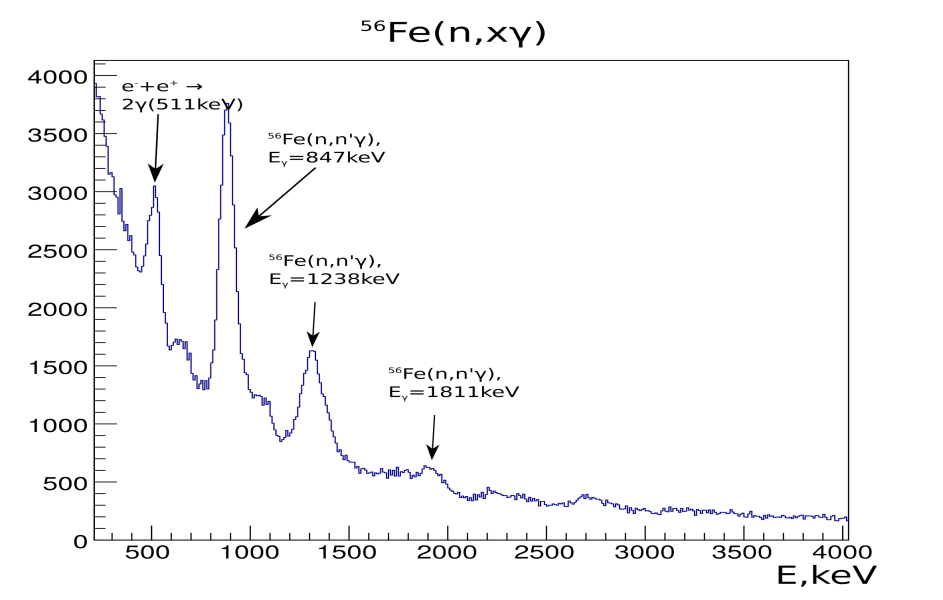 ⁵⁶Fe(n,xγ)
4000
3500
3000
2500
2000
1500
1000
500
0
e⁻+e⁺ →
2γ(511keV)
⁵⁶Fe(n,n'γ),
Eᵧ=847keV
⁵⁶Fe(n,n'γ),
Eᵧ=1238keV
⁵⁶Fe(n,n'γ),
Eᵧ=1811keV
500 1000 1500 2000 2500 3000 3500 4000
E,keV